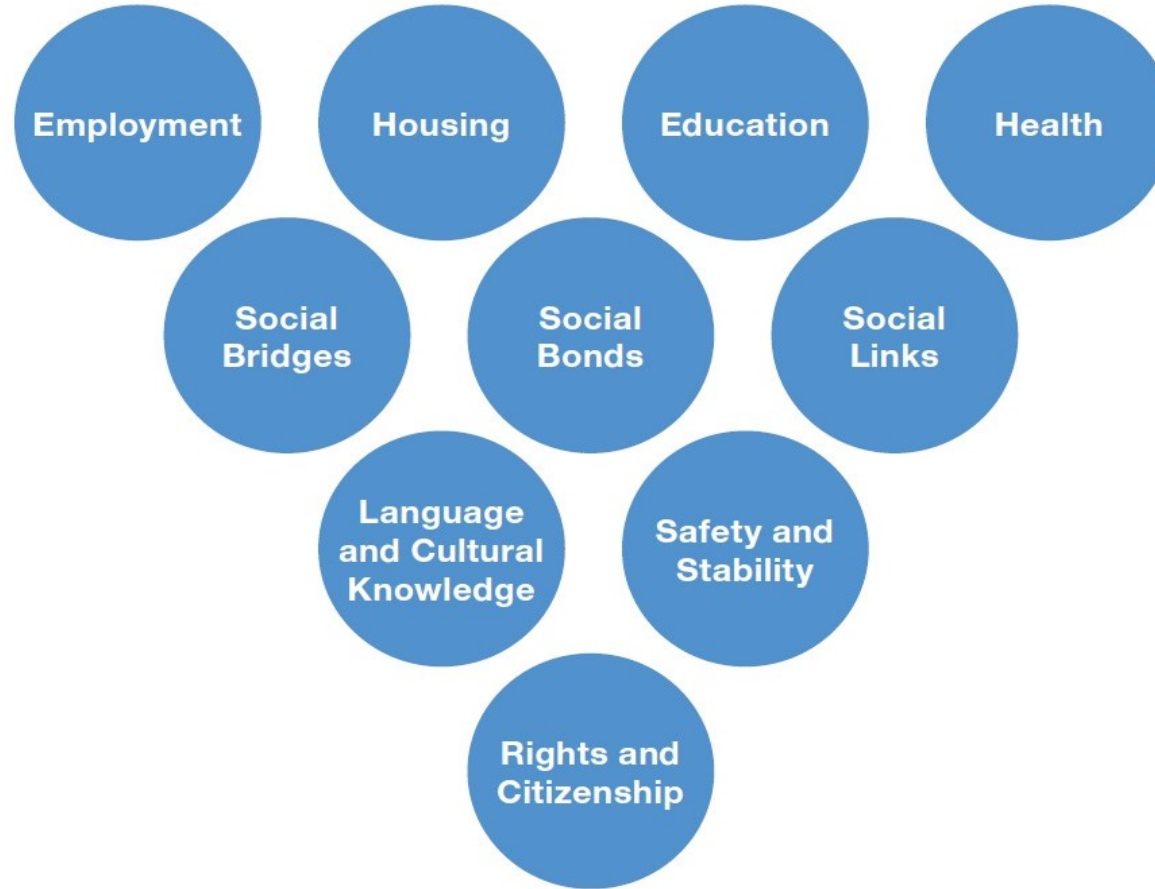 Employment
Housing
Education
Health
Social
Bridges
Social
Bonds
Social
Links
Language
and Cultural
Knowledge
Safety and
Stability
Rights and
Citizenship